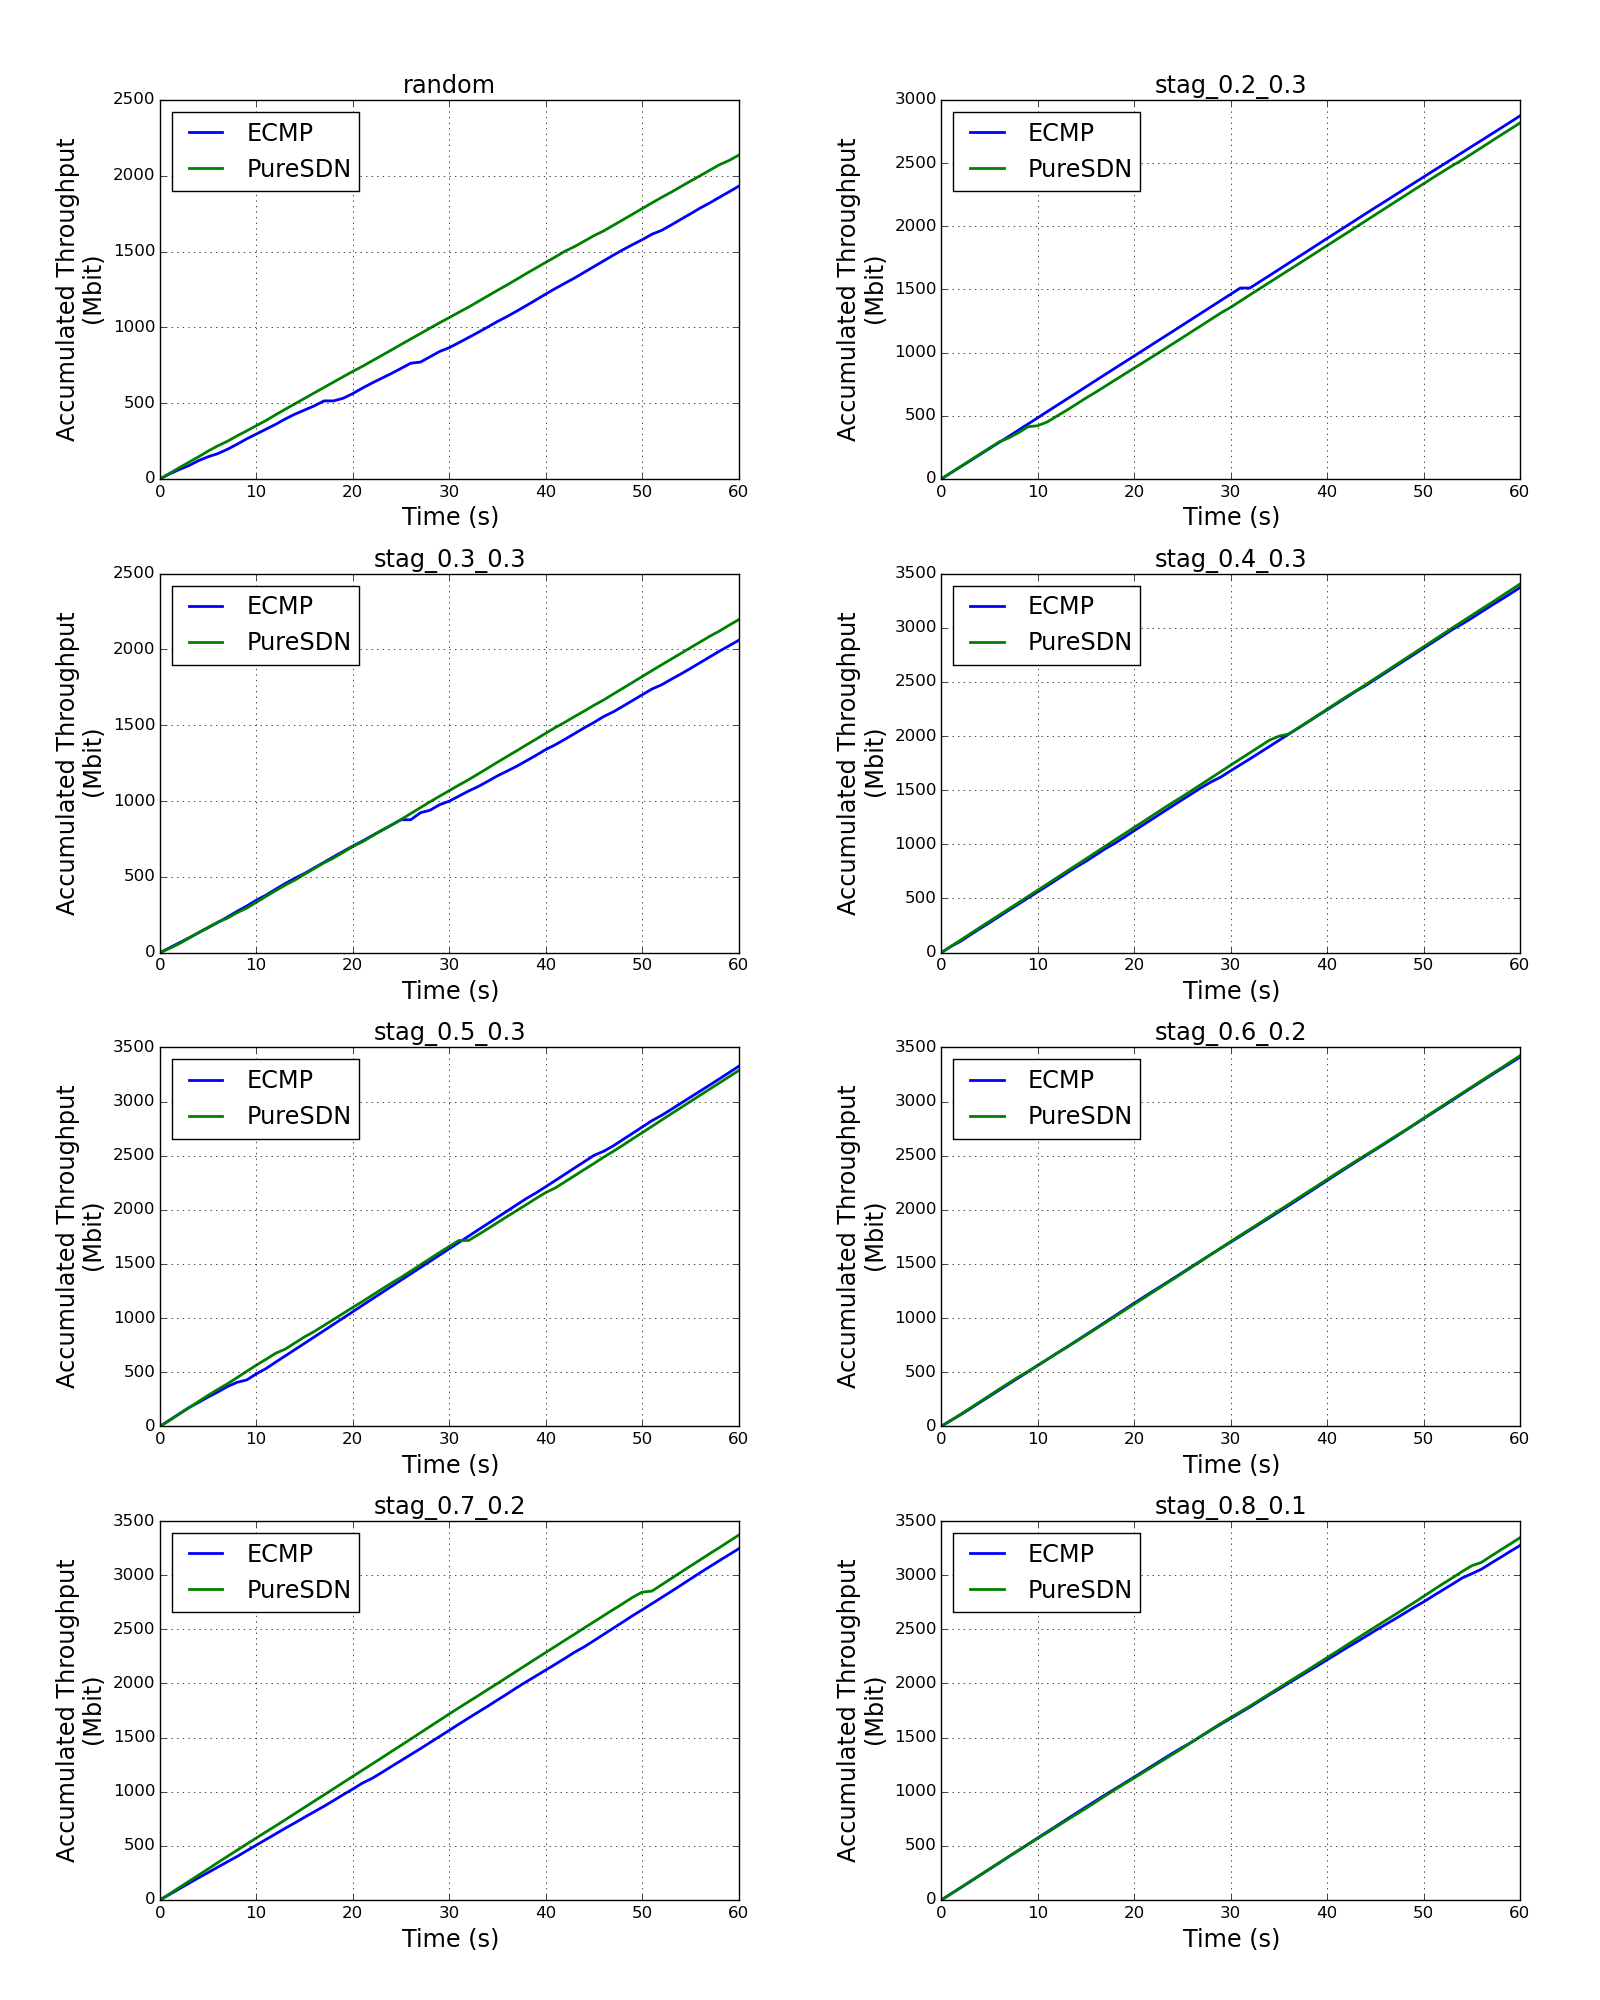 random
2500
2000
1500
1000
500
0
Accumulated Throughput
(Mbit)
ECMP
PureSDN
0 10 20 30 40 50 60
Time (s)
stag_0.2_0.3
3000
2500
2000
1500
1000
500
0
Accumulated Throughput
(Mbit)
ECMP
PureSDN
0 10 20 30 40 50 60
Time (s)
stag_0.3_0.3
2500
2000
1500
1000
500
0
Accumulated Throughput
(Mbit)
ECMP
PureSDN
0 10 20 30 40 50 60
Time (s)
stag_0.4_0.3
3500
3000
2500
2000
1500
1000
500
0
Accumulated Throughput
(Mbit)
ECMP
PureSDN
0 10 20 30 40 50 60
Time (s)
stag_0.5_0.3
3500
3000
2500
2000
1500
1000
500
0
Accumulated Throughput
(Mbit)
ECMP
PureSDN
0 10 20 30 40 50 60
Time (s)
stag_0.6_0.2
3500
3000
2500
2000
1500
1000
500
0
Accumulated Throughput
(Mbit)
ECMP
PureSDN
0 10 20 30 40 50 60
Time (s)
stag_0.7_0.2
3500
3000
2500
2000
1500
1000
500
0
Accumulated Throughput
(Mbit)
ECMP
PureSDN
0 10 20 30 40 50 60
Time (s)
stag_0.8_0.1
3500
3000
2500
2000
1500
1000
500
0
Accumulated Throughput
(Mbit)
ECMP
PureSDN
0 10 20 30 40 50 60
Time (s)